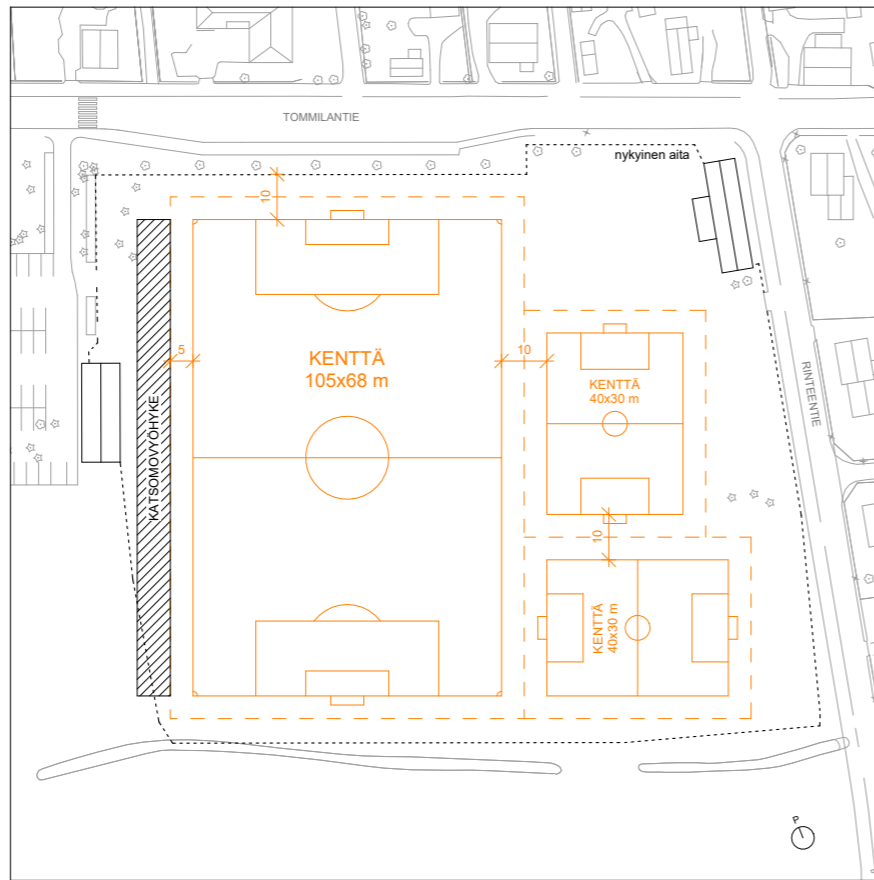 TOMMILANTIE
nykyinen aita
10
5
KENTTÄ
105x68 m
10
KENTTÄ
40x30 m
RINTEENTIE
KATSOMOVYÖHYKE
10
KENTTÄ
40x30 m
P